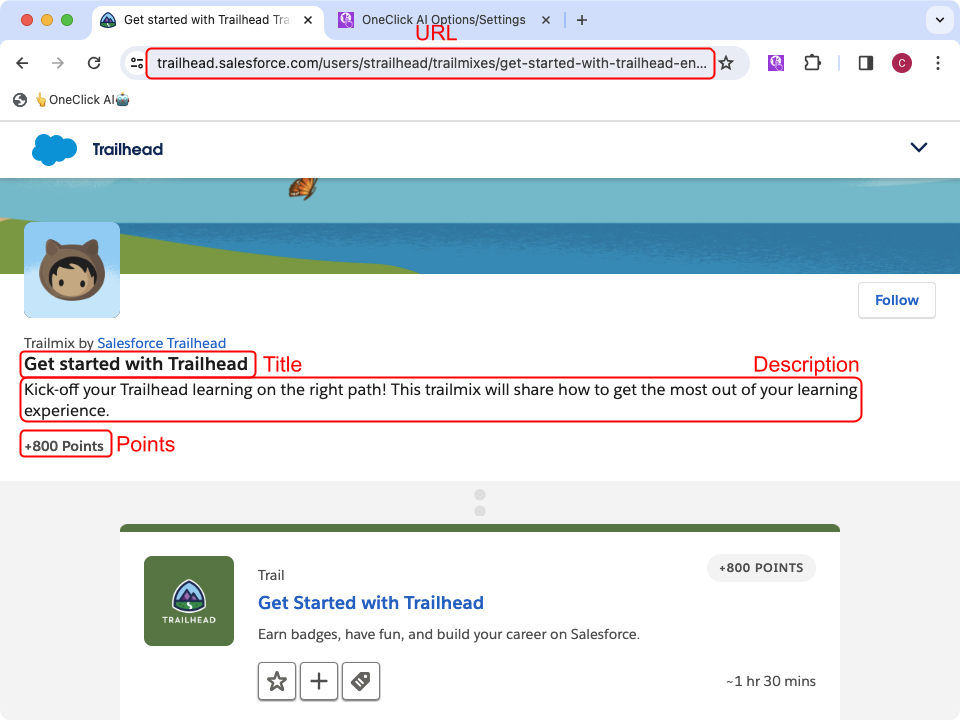 Get started with Trailhead Tra
OneClick AI Options/Settings
URL
trailhead.salesforce.com/users/strailhead/trailmixes/get-started-with-trailhead-en...
C
👆OneClick AI🤖
Trailhead
Follow
Trailmix by Salesforce Trailhead
Get started with Trailhead Title
Description
Kick-off your Trailhead learning on the right path! This trailmix will share how to get the most out of your learning
experience.
+800 Points Points
+800 POINTS
Trail
Get Started with Trailhead
TRAILHEAD
Earn badges, have fun, and build your career on Salesforce.
~1 hr 30 mins